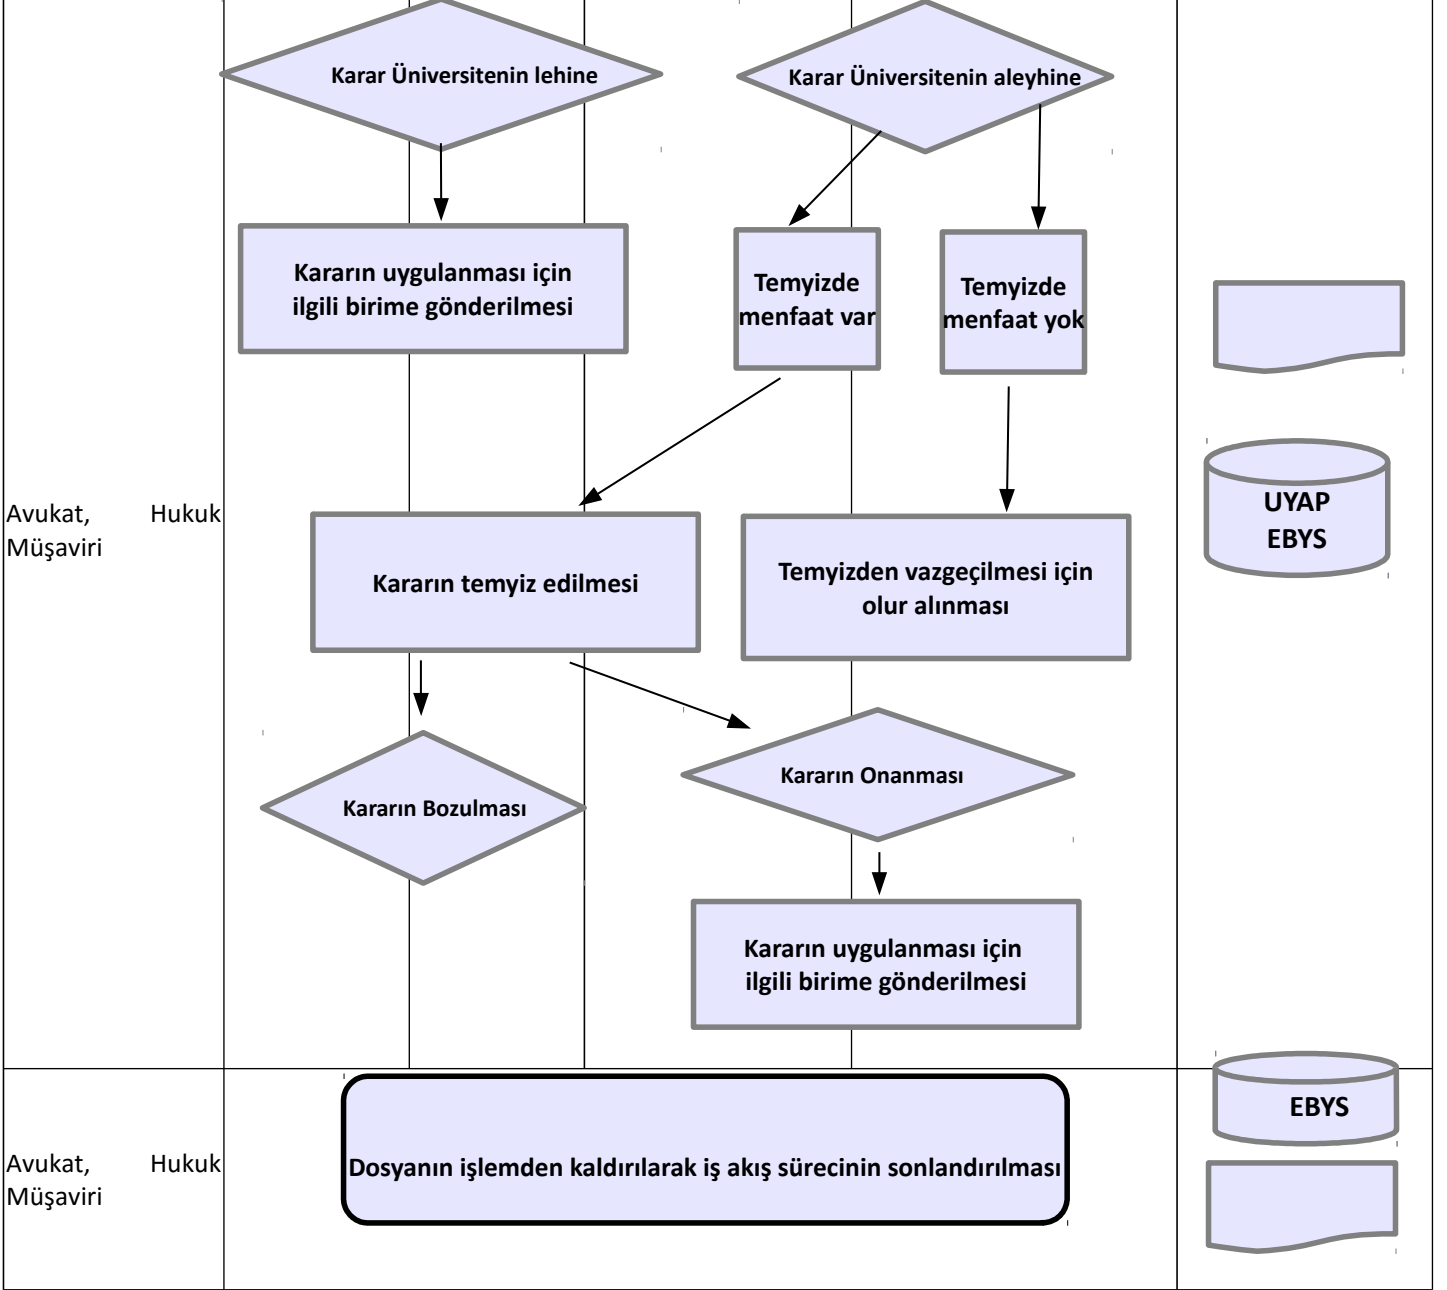 Karar Üniversitenin lehine
Karar Üniversitenin aleyhine
Kararın uygulanması için
ilgili birime gönderilmesi
Temyizde
menfaat var
Temyizde
menfaat yok
Avukat, Hukuk
Müşaviri
UYAP
EBYS
Kararın temyiz edilmesi
Temyizden vazgeçilmesi için
olur alınması
Kararın Bozulması
Kararın Onanması
Kararın uygulanması için
ilgili birime gönderilmesi
Avukat, Hukuk
Müşaviri
Dosyanın işlemden kaldırılarak iş akış sürecinin sonlandırılması
EBYS